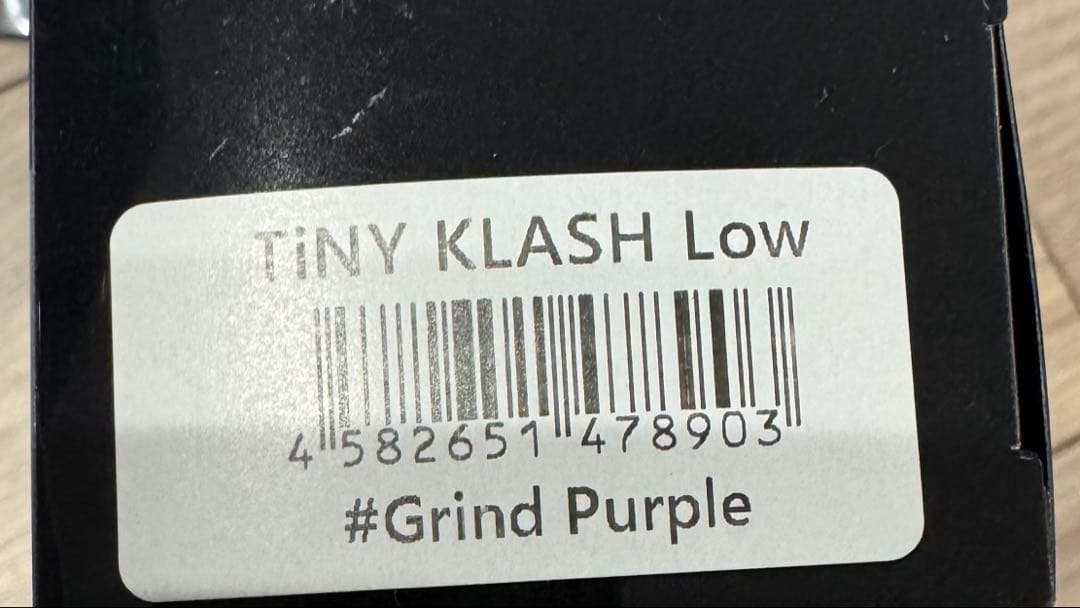 TiNY KLASH Low
4 582651 478903
#Grind Purple